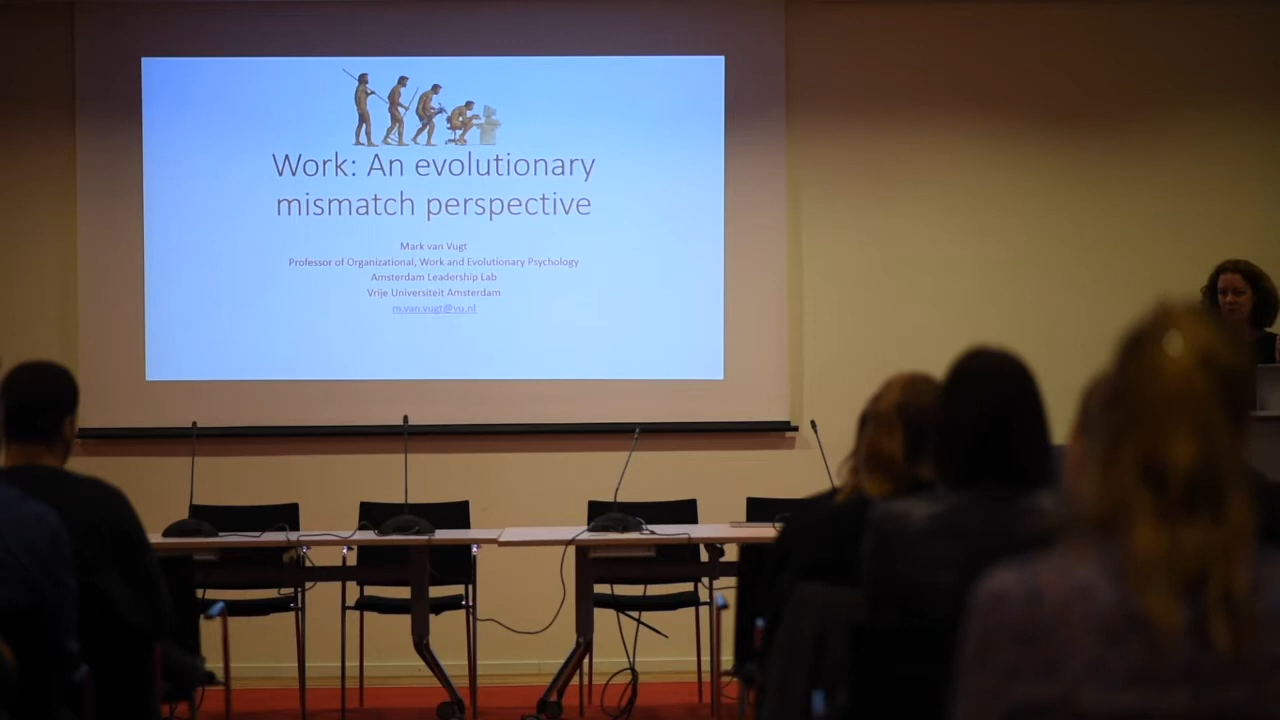 Work: An evolutionary
mismatch perspective
Mark van Vugt
Professor of Organizational, Work and Evolutionary Psychology
Amsterdam Leadership Lab
Vrije Universiteit Amsterdam
m.van.vugt@vu.nl